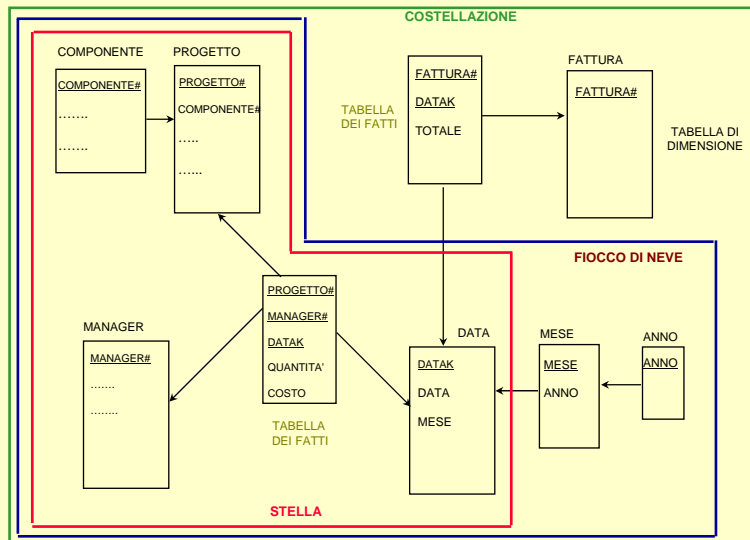 COSTELLAZIONE
COMPONENTE
COMPONENTE#
…….
…….
PROGETTO
PROGETTO#
COMPONENTE#
…..
…...
TABELLA
DEI FATTI
FATTURA#
DATAK
TOTALE
FATTURA
FATTURA#
TABELLA DI
DIMENSIONE
FIOCCO DI NEVE
MANAGER
MANAGER#
.......
........
PROGETTO#
MANAGER#
DATAK
QUANTITA'
COSTO
TABELLA
DEI FATTI
DATA
DATAK
DATA
MESE
MESE
MESE
ANNO
ANNO
ANNO
STELLA